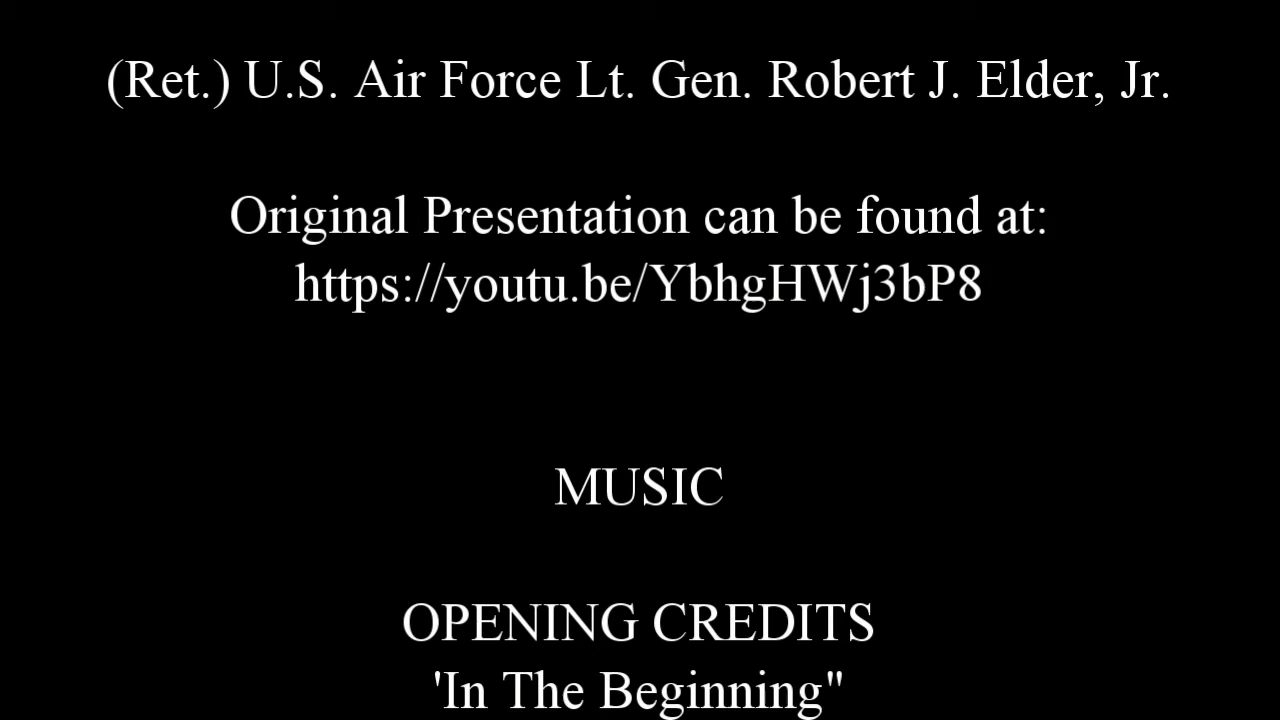 (Ret.) U.S. Air Force Lt. Gen. Robert J. Elder, Jr.
Original Presentation can be found at:
https://youtu.be/YbhgHWj3bP8
MUSIC
OPENING CREDITS
'In The Beginning"